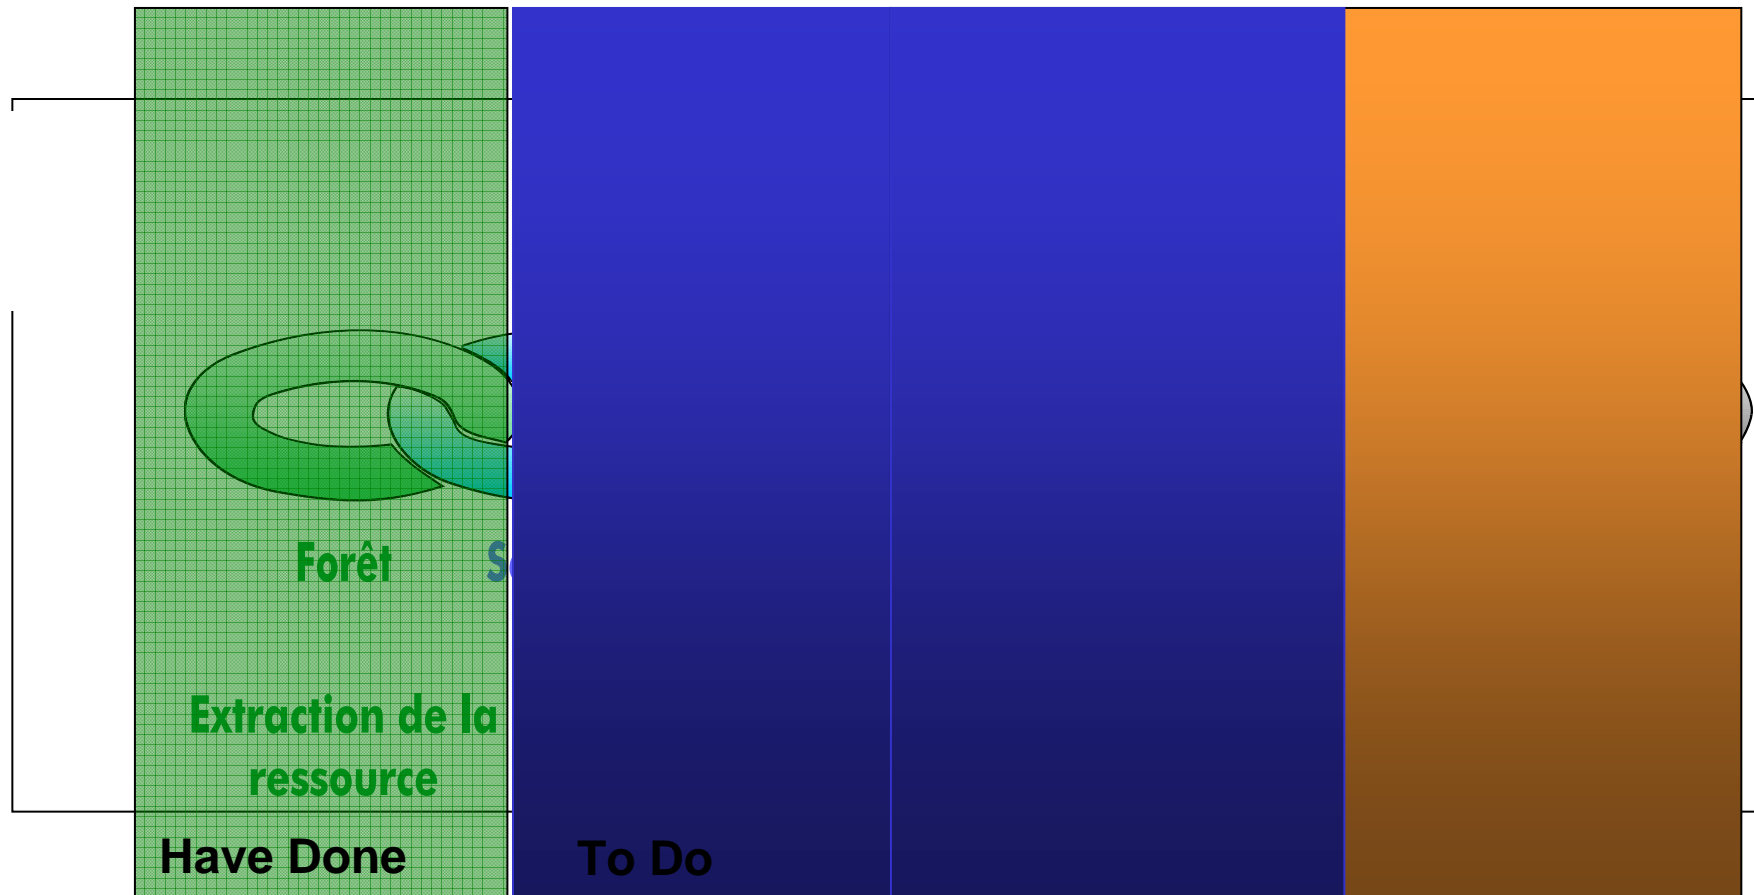 Forêt
Extraction de la
ressource
Have Done
To Do